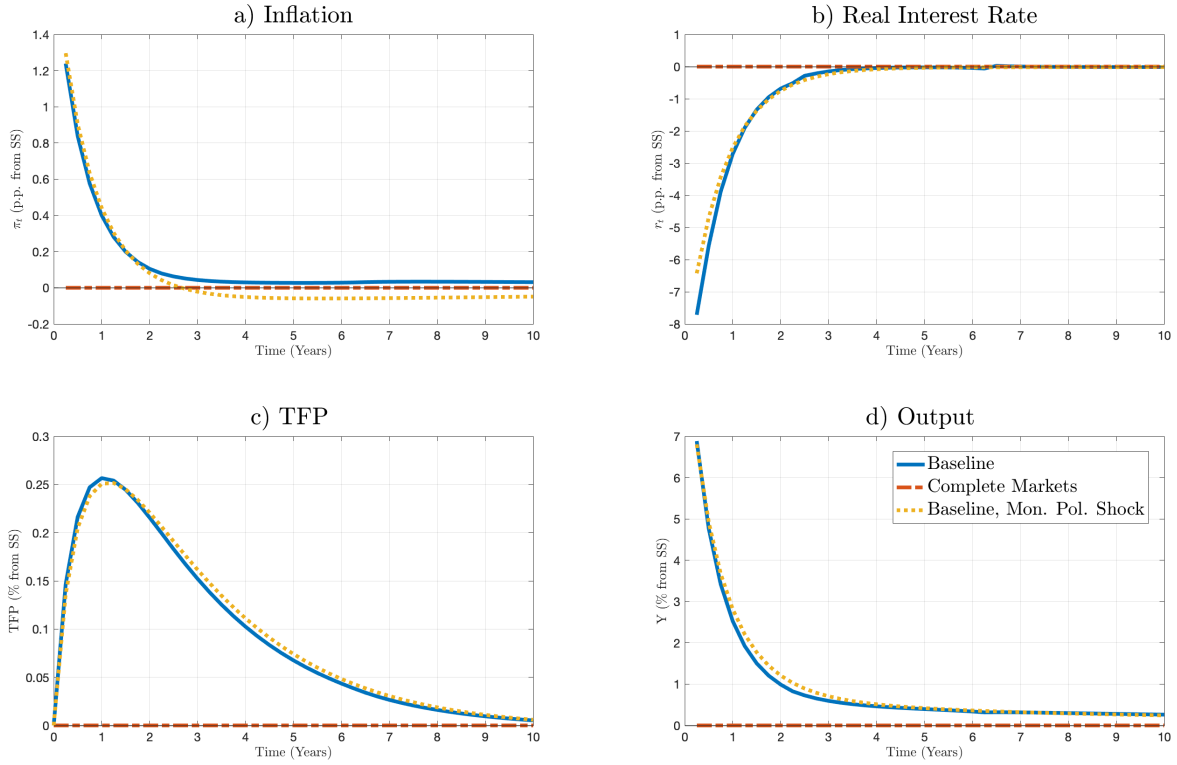 a) Inflation
1.4
1.2
1
0.8
0.6
0.4
0.2
0
-0.2
π_t (p.p. from SS)
0 1 2 3 4 5 6 7 8 9 10
Time (Years)
b) Real Interest Rate
1
0
-1
-2
-3
-4
-5
-6
-7
-8
r_t (p.p. from SS)
0 1 2 3 4 5 6 7 8 9 10
Time (Years)
c) TFP
0.3
0.25
0.2
0.15
0.1
0.05
0
TFP (% from SS)
0 1 2 3 4 5 6 7 8 9 10
Time (Years)
d) Output
7
6
5
4
3
2
1
0
Y (% from SS)
Baseline
Complete Markets
Baseline, Mon. Pol. Shock
0 1 2 3 4 5 6 7 8 9 10
Time (Years)